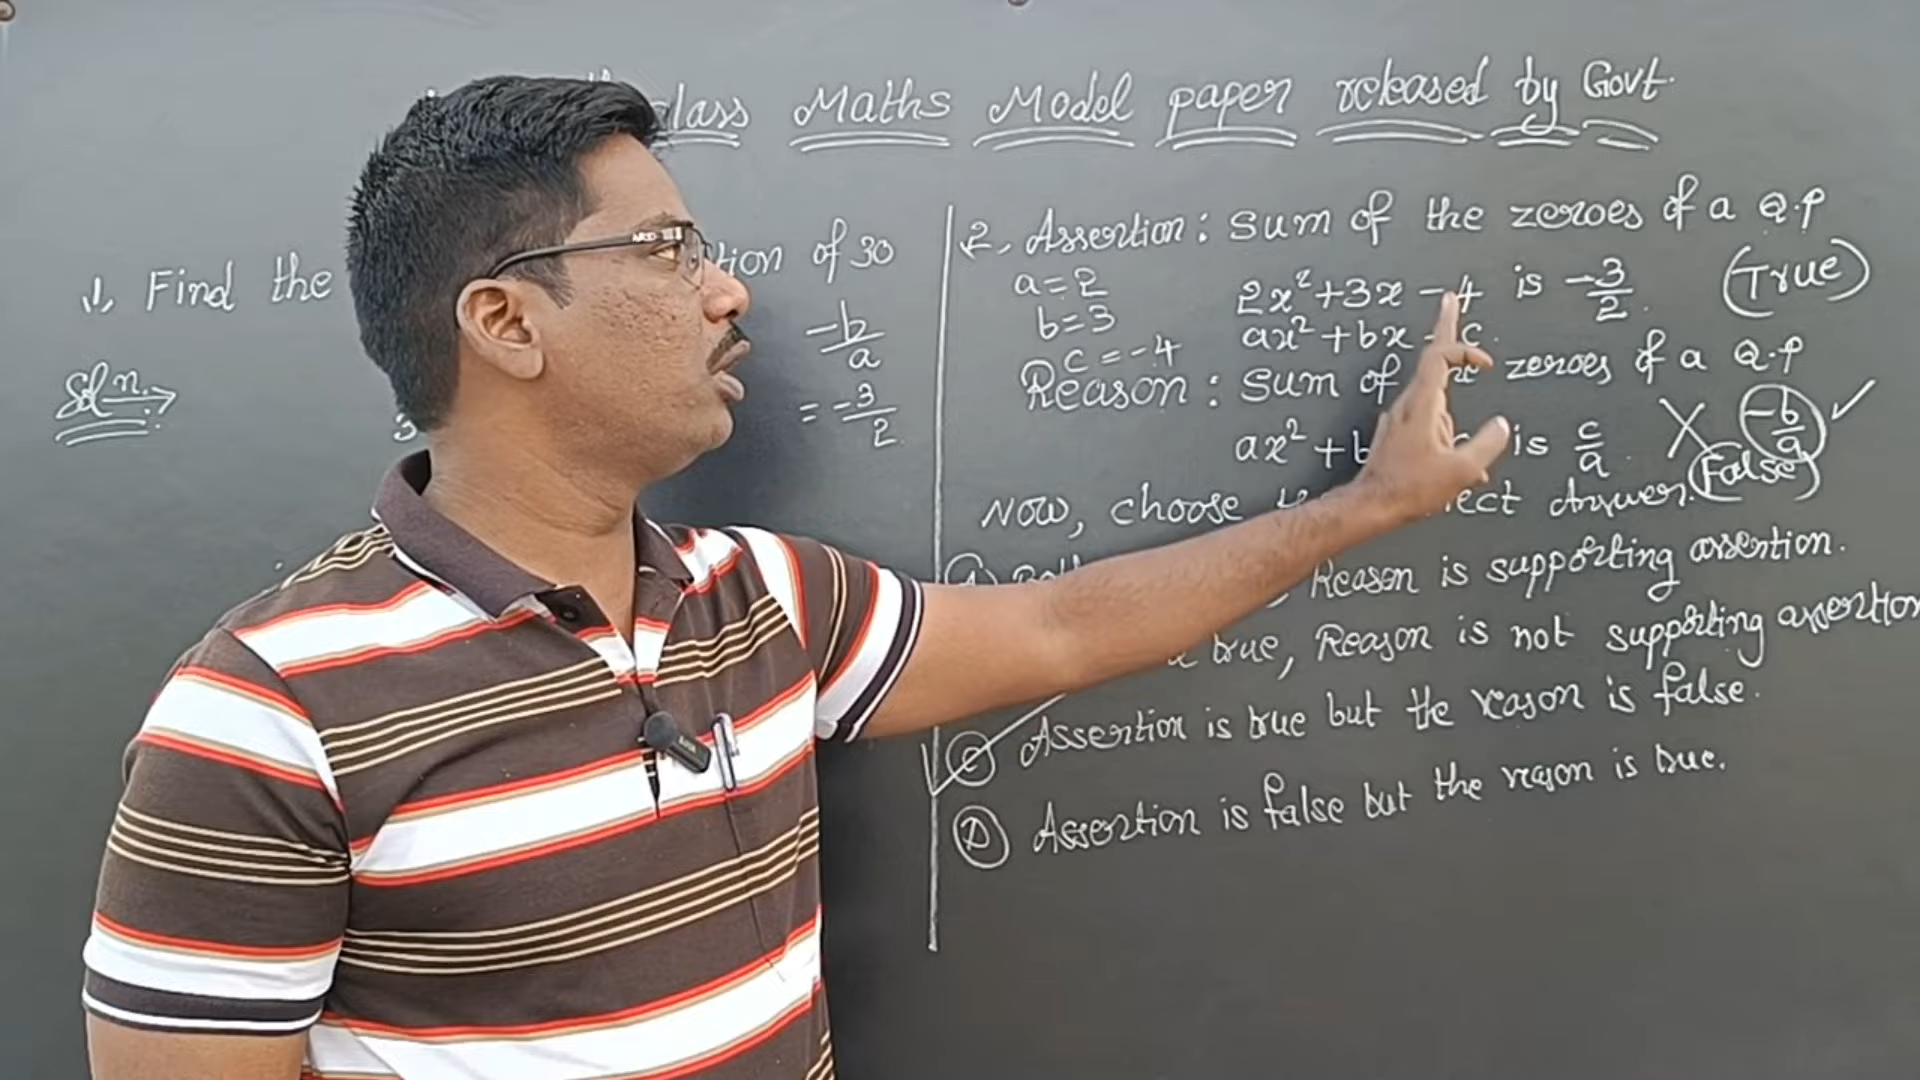 class Maths Model paper released by Govt.
1, Find the
tion of 30
Soln. →
-b/a
= -3/2.
2, Assertion: Sum of the zeroes of a Q.P
2x²+3x-4 is -3/2. (True)
a=2
b=3
c=-4
ax²+bx c.
Reason: Sum of zeroes of a Q.P
ax²+b is c/a. X -b/a ✓
(False)
Now, choose Answer.
Reason is supporting assertion.
true, Reason is not supporting assertion
C Assertion is true but the reason is false.
D Assertion is false but the reason is true.